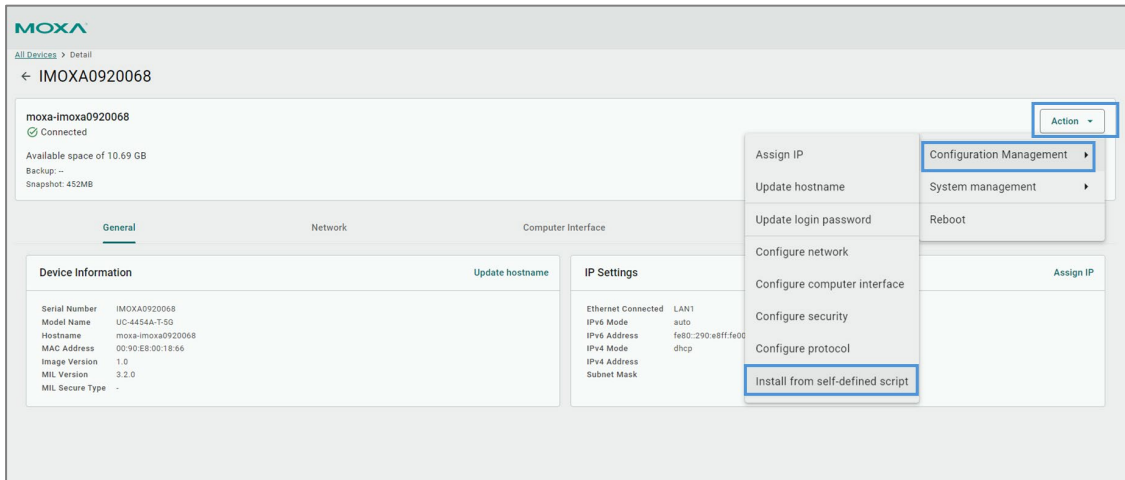 MOXA
All Devices > Detail
← IMOXA0920068
moxa-imoxa0920068
Connected
Available space of 10.69 GB
Backup: --
Snapshot: 452MB
Action
Configuration Management
System management
Reboot
Assign IP
Update hostname
Update login password
Configure network
Configure computer interface
Configure security
Configure protocol
Install from self-defined script
General
Network
Computer Interface
Device Information
Update hostname
Serial Number IMOXA0920068
Model Name UC-4454A-T-5G
Hostname moxa-imoxa0920068
MAC Address 00:90:E8:00:18:66
Image Version 1.0
MIL Version 3.2.0
MIL Secure Type -
IP Settings
Assign IP
Ethernet Connected LAN1
IPv6 Mode auto
IPv6 Address fe80::290:e8ff:fe00
IPv4 Mode dhcp
IPv4 Address
Subnet Mask